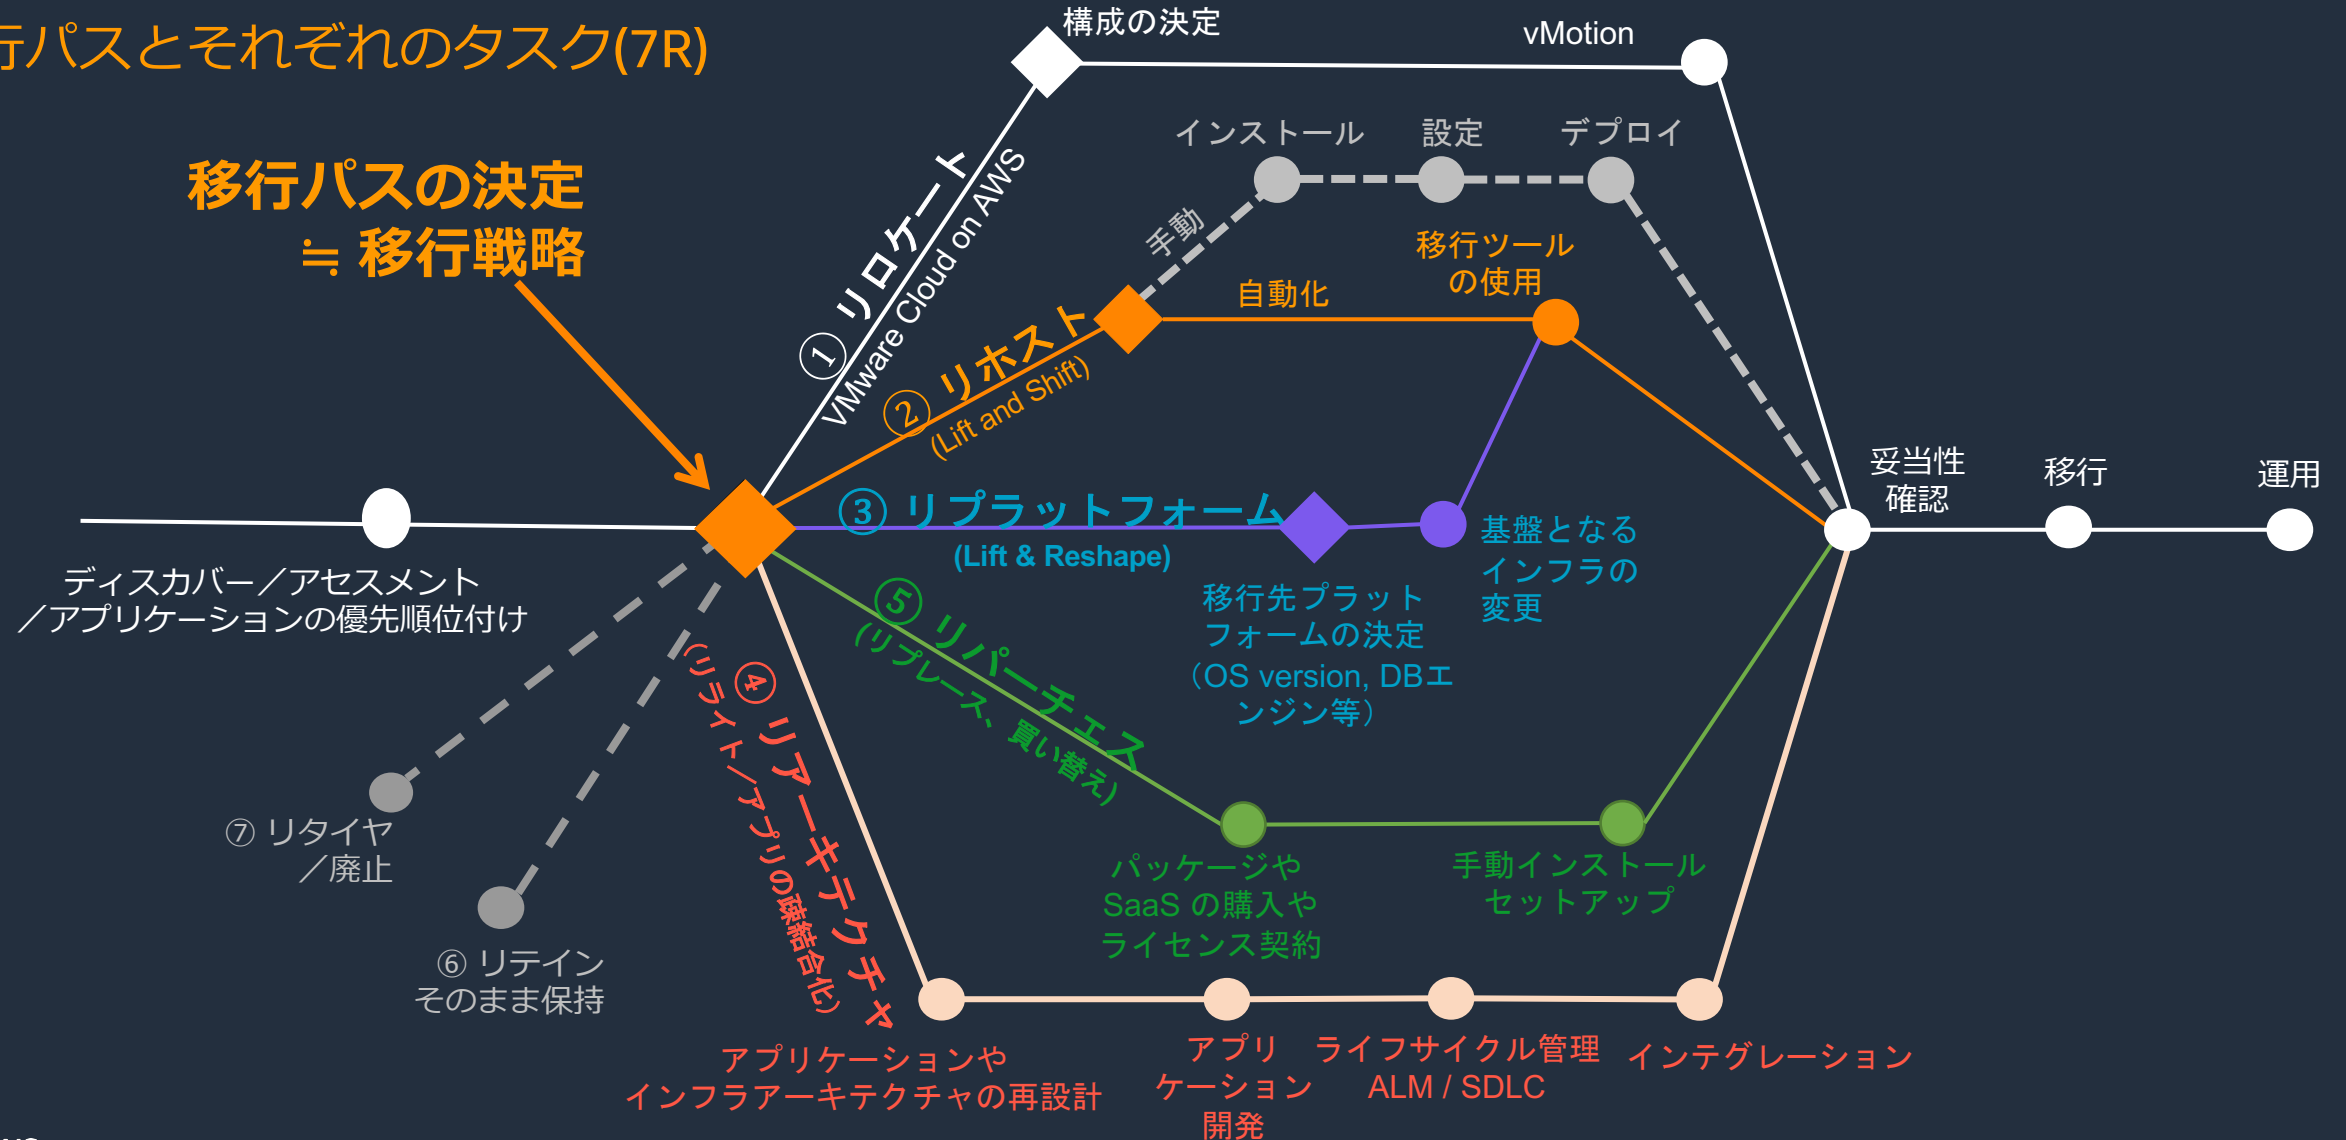 行パスとそれぞれのタスク(7R)
移行パスの決定
≒ 移行戦略
構成の決定
vMotion
① リロケート
VMware Cloud on AWS
インストール
設定
デプロイ
手動
② リホスト
(Lift and Shift)
自動化
移行ツール
の使用
③ リプラットフォーム
(Lift & Reshape)
移行先プラット
フォームの決定
（OS version, DBエ
ンジン等）
基盤となる
インフラの
変更
妥当性
確認
移行
運用
ディスカバー／アセスメント
／アプリケーションの優先順位付け
⑤ リパーチェス
(リプレース、買い替え)
パッケージや
SaaS の購入や
ライセンス契約
手動インストール
セットアップ
④ リアーキテクチャ
(リライト／アプリの疎結合化)
アプリケーションや
インフラアーキテクチャの再設計
アプリ
ケーション
開発
ライフサイクル管理
ALM / SDLC
インテグレーション
⑦ リタイヤ
／廃止
⑥ リテイン
そのまま保持